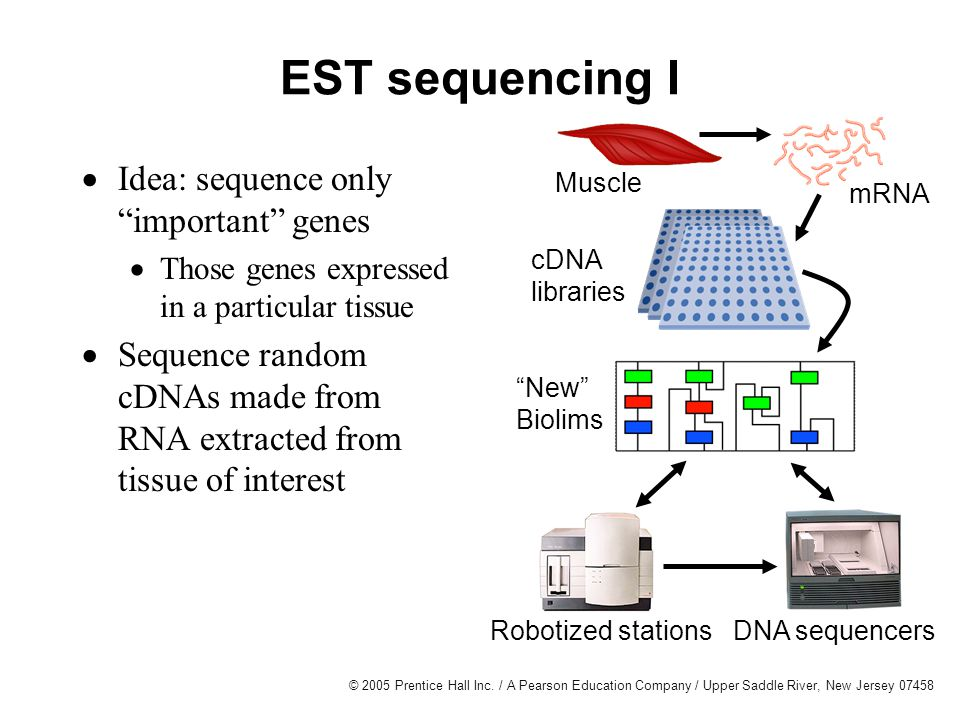 EST sequencing I
• Idea: sequence only
“important” genes
• Those genes expressed
in a particular tissue
• Sequence random
cDNAs made from
RNA extracted from
tissue of interest
Muscle
mRNA
cDNA
libraries
“New”
Biolims
Robotized stations
DNA sequencers
© 2005 Prentice Hall Inc. / A Pearson Education Company / Upper Saddle River, New Jersey 07458